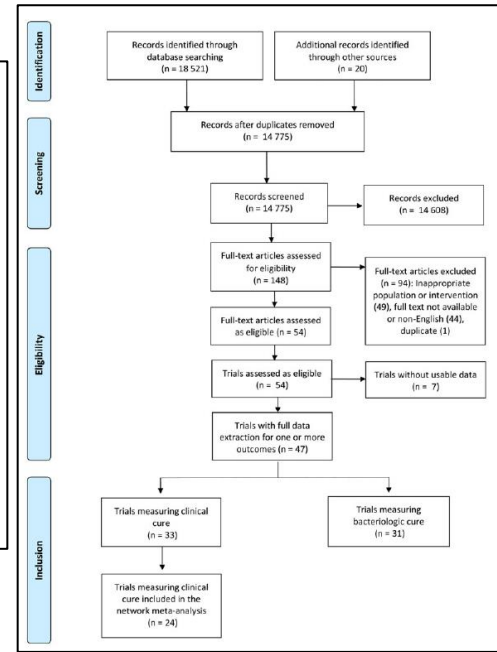 Identification
Records identified through
database searching
(n = 18 521)
Additional records identified
through other sources
(n = 20)
Records after duplicates removed
(n = 14 775)
Screening
Records screened
(n = 14 775)
Records excluded
(n = 14 608)
Eligibility
Full-text articles assessed
for eligibility
(n = 148)
Full-text articles excluded
(n = 94): Inappropriate
population or intervention
(49), full text not available
or non-English (44),
duplicate (1)
Full-text articles assessed
as eligible (n = 54)
Trials assessed as eligible
(n = 54)
Trials without usable data
(n = 7)
Trials with full data
extraction for one or more
outcomes (n = 47)
Inclusion
Trials measuring clinical
cure
(n = 33)
Trials measuring
bacteriologic cure
(n = 31)
Trials measuring clinical
cure included in the
network meta-analysis
(n = 24)